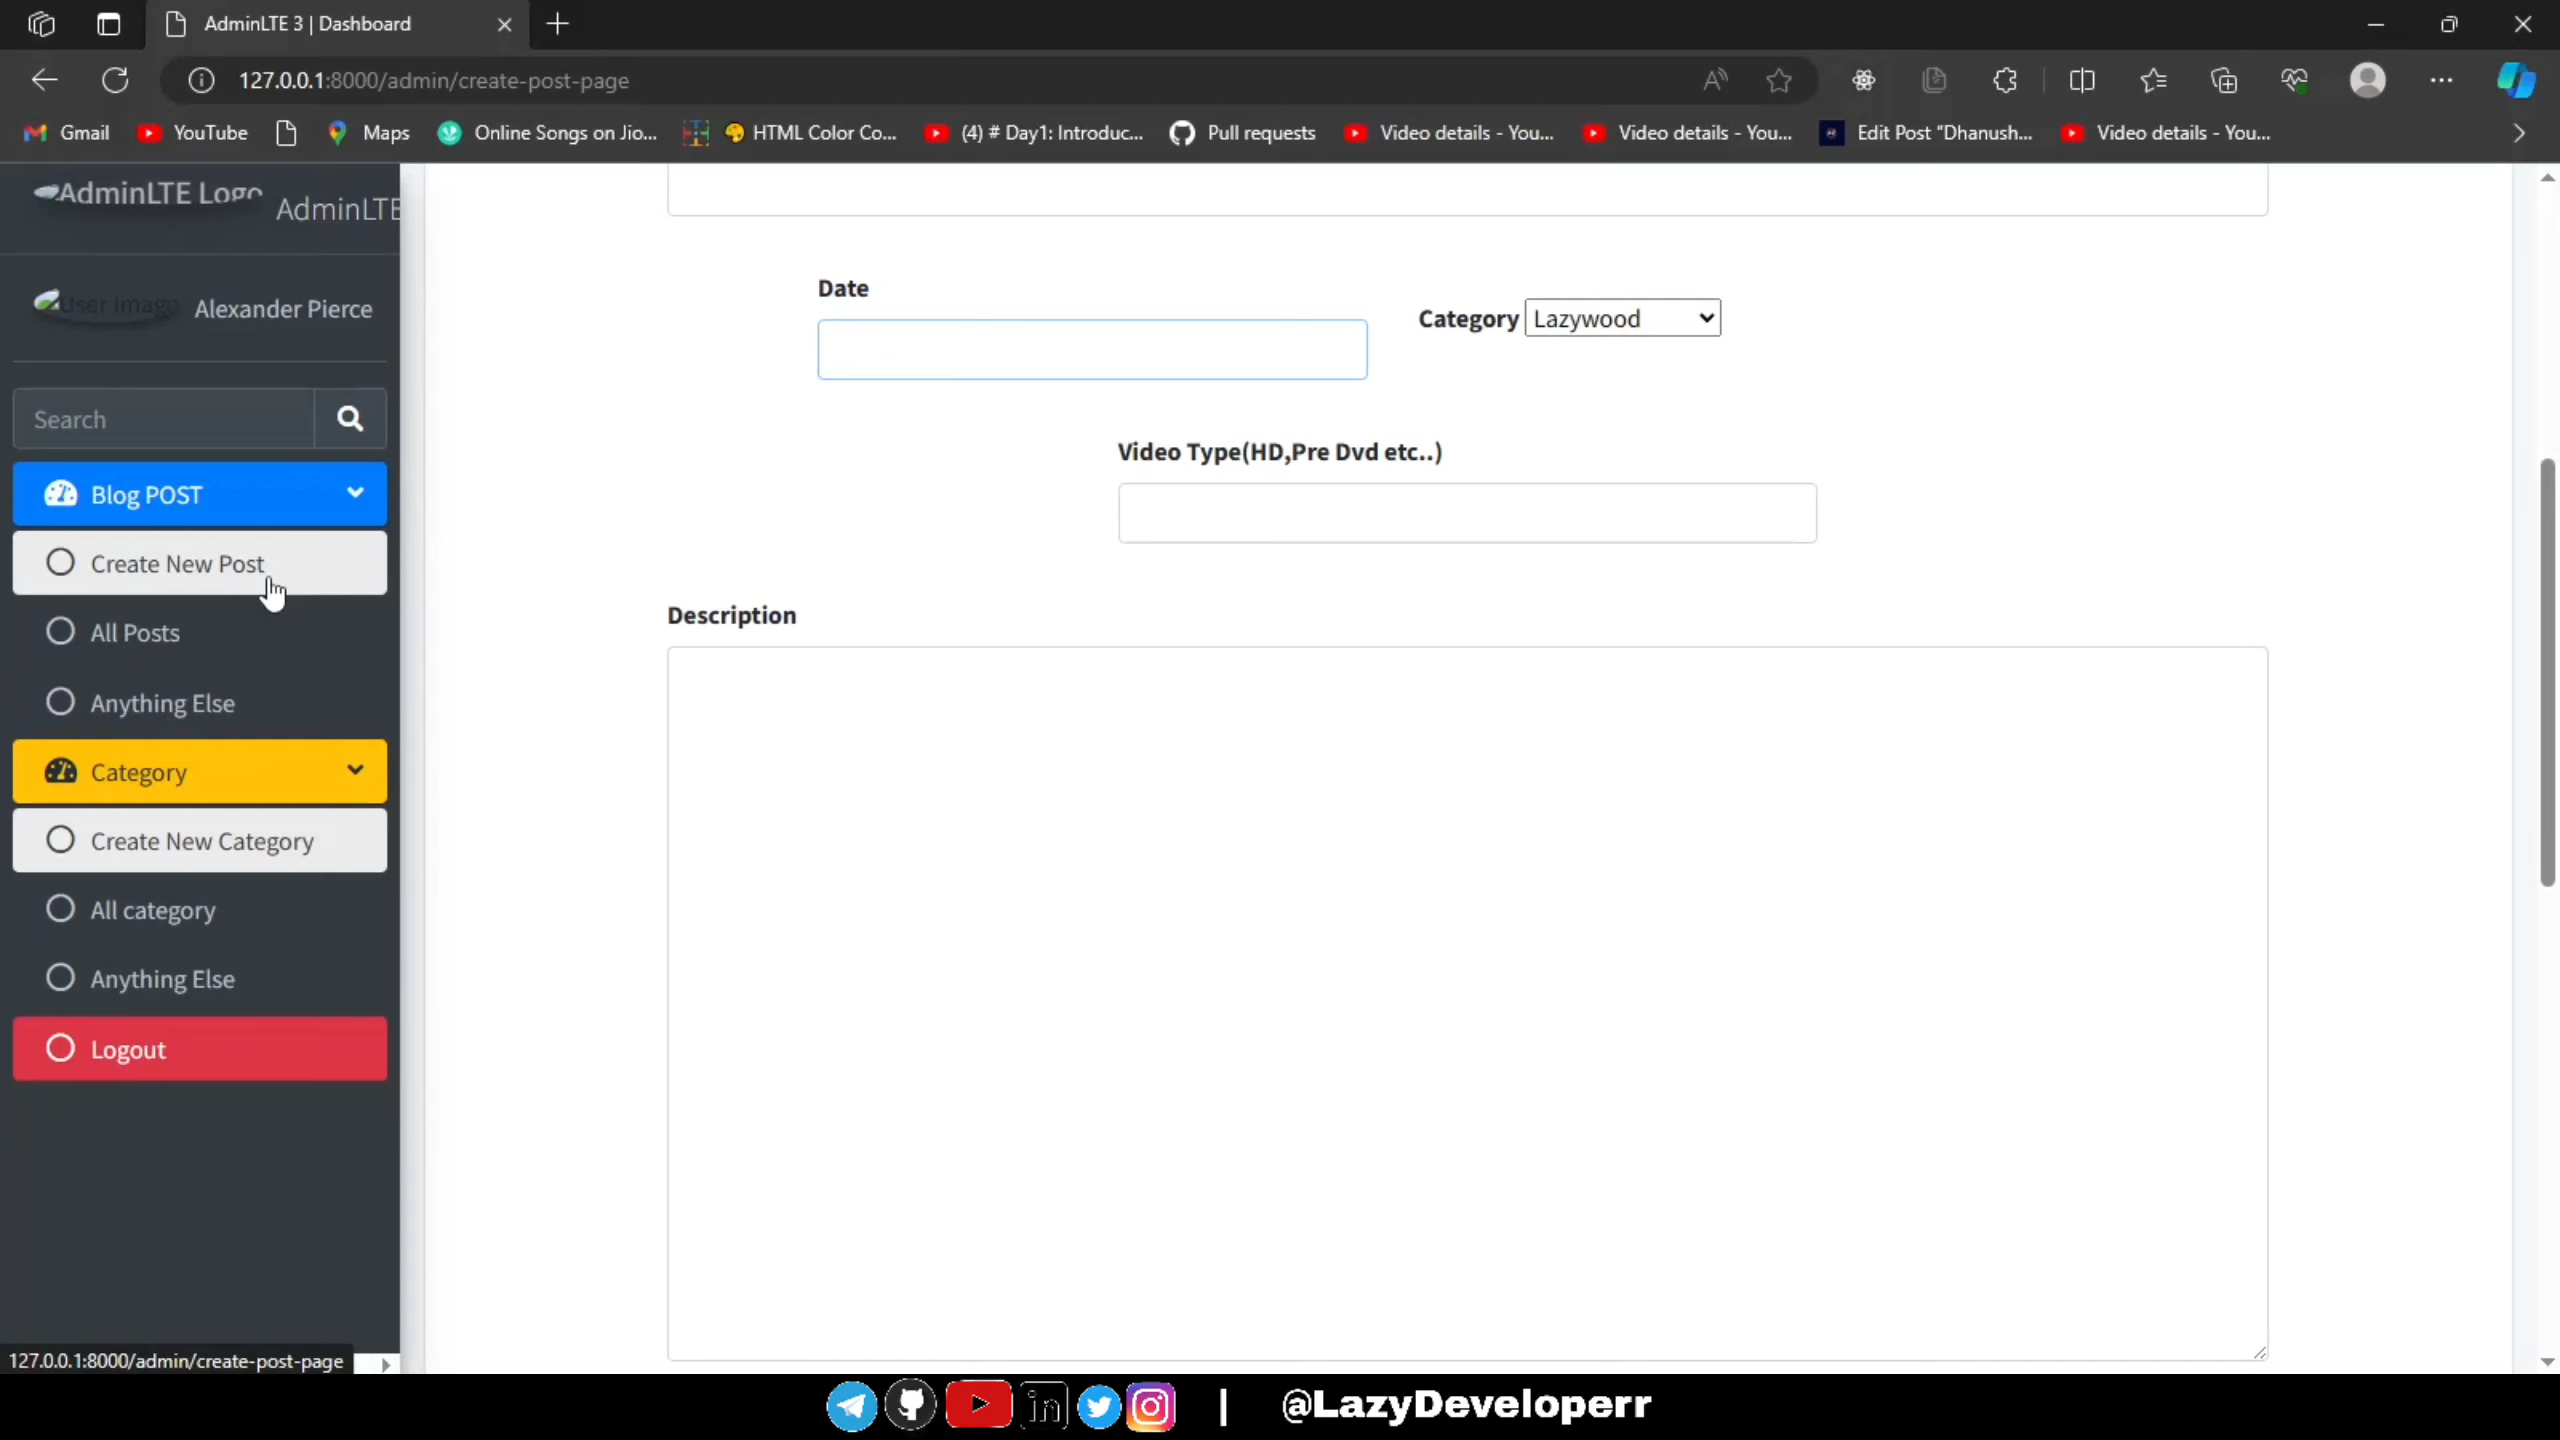 AdminLTE 3 | Dashboard
127.0.0.1:8000/admin/create-post-page
Gmail
YouTube
Maps
Online Songs on Jio...
HTML Color Co...
(4) # Day1: Introduc...
Pull requests
Video details - You...
Video details - You...
Edit Post "Dhanush...
Video details - You...
AdminLTE Logo
AdminLTE
User Image
Alexander Pierce
Search
Blog POST
Create New Post
All Posts
Anything Else
Category
Create New Category
All category
Anything Else
Logout
Date
Category Lazywood
Video Type(HD,Pre Dvd etc..)
Description
127.0.0.1:8000/admin/create-post-page
in | @LazyDeveloperr